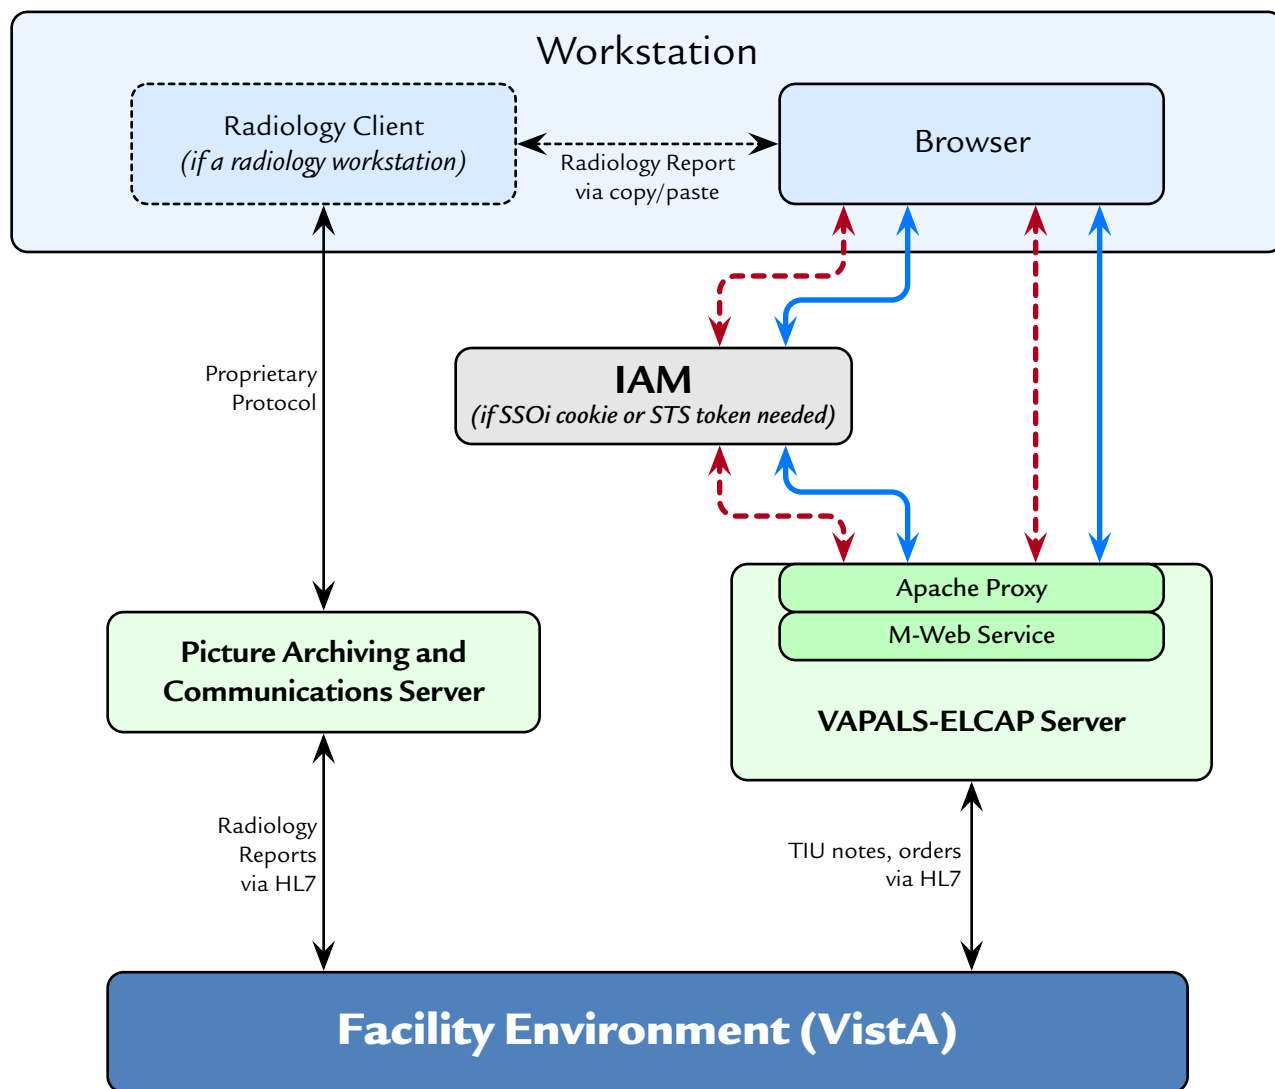 Workstation
Radiology Client
(if a radiology workstation)
Radiology Report
via copy/paste
Browser
Proprietary
Protocol
IAM
(if SSOi cookie or STS token needed)
Apache Proxy
M-Web Service
Picture Archiving and
Communications Server
VAPALS-ELCAP Server
Radiology
Reports
via HL7
TIU notes, orders
via HL7
Facility Environment (VistA)